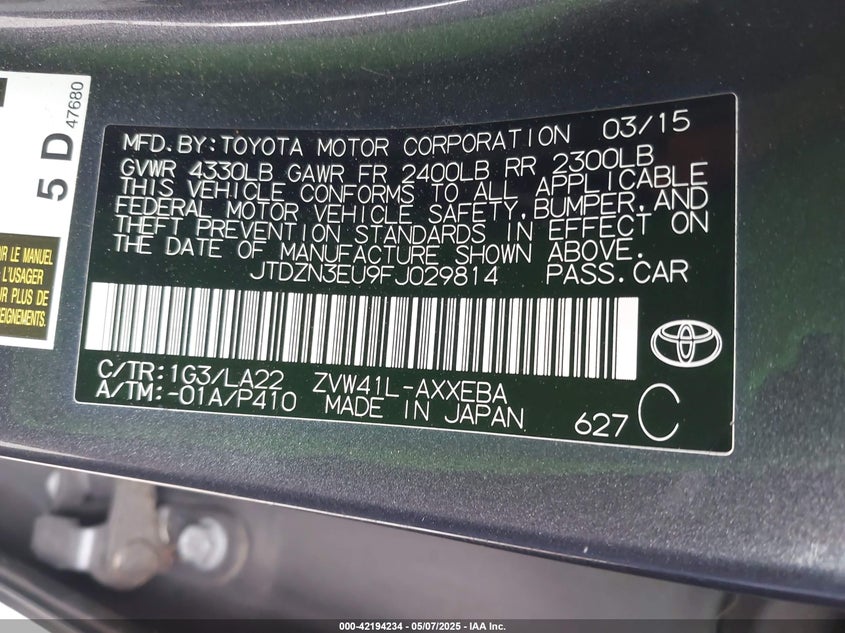 5 D 47680
IR LE MANUEL
L'USAGER
UR PLUS DE
EIGNEMENTS.
MFD. BY: TOYOTA MOTOR CORPORATION 03/15
GVWR 4330LB GAWR FR 2400LB RR 2300LB
THIS VEHICLE CONFORMS TO ALL APPLICABLE
FEDERAL MOTOR VEHICLE SAFETY, BUMPER, AND
THEFT PREVENTION STANDARDS IN EFFECT ON
THE DATE OF MANUFACTURE SHOWN ABOVE.
JTDZN3EU9FJ029814 PASS. CAR
C/TR: 1G3/LA22 ZVW41L-AXXEBA
A/TM: -01A/P410 MADE IN JAPAN 627 C
000-42194234 — 05/07/2025 — IAA Inc.